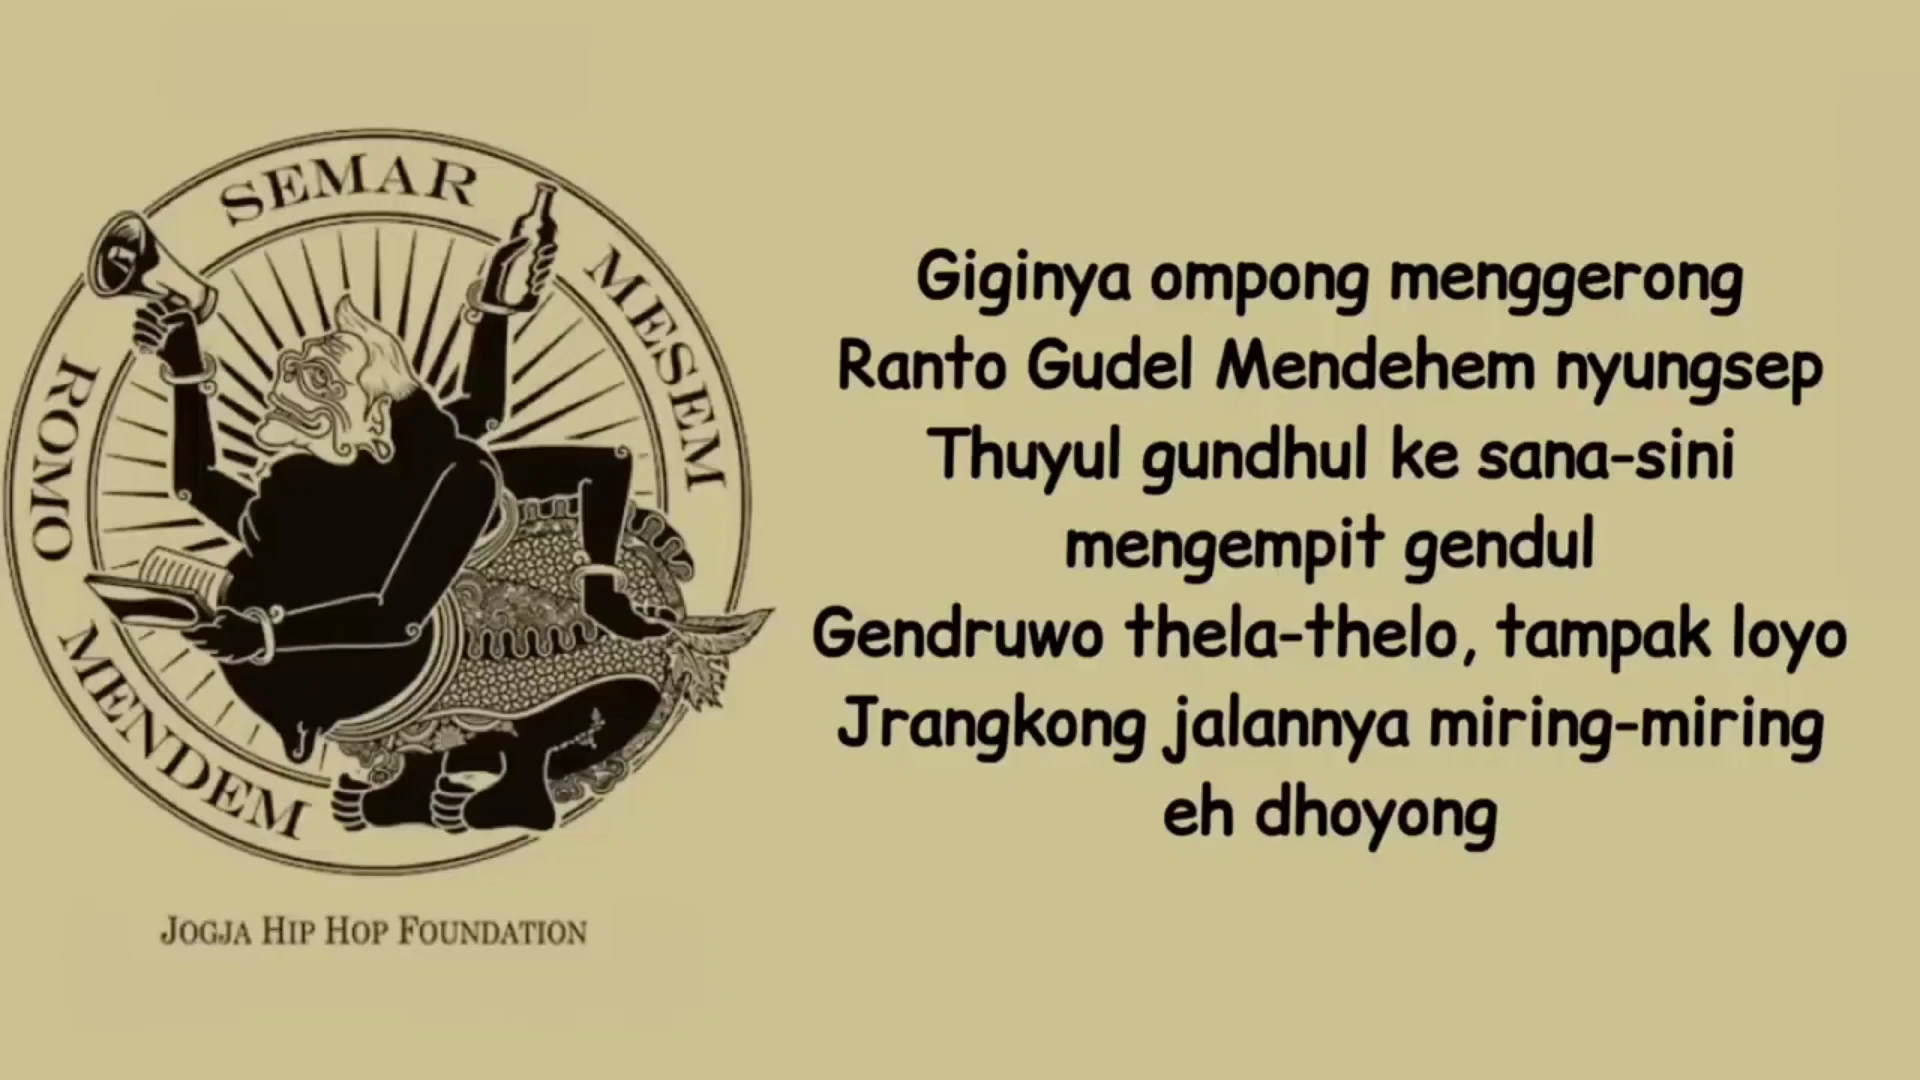 SEMAR
MESEM
ROMO
MENDEM
JOGJA HIP HOP FOUNDATION
Giginya ompong menggerong
Ranto Gudel Mendehem nyungsep
Thuyul gundhul ke sana-sini
mengempit gendul
Gendruwo thela-thelo, tampak loyo
Jrangkong jalannya miring-miring
eh dhoyong